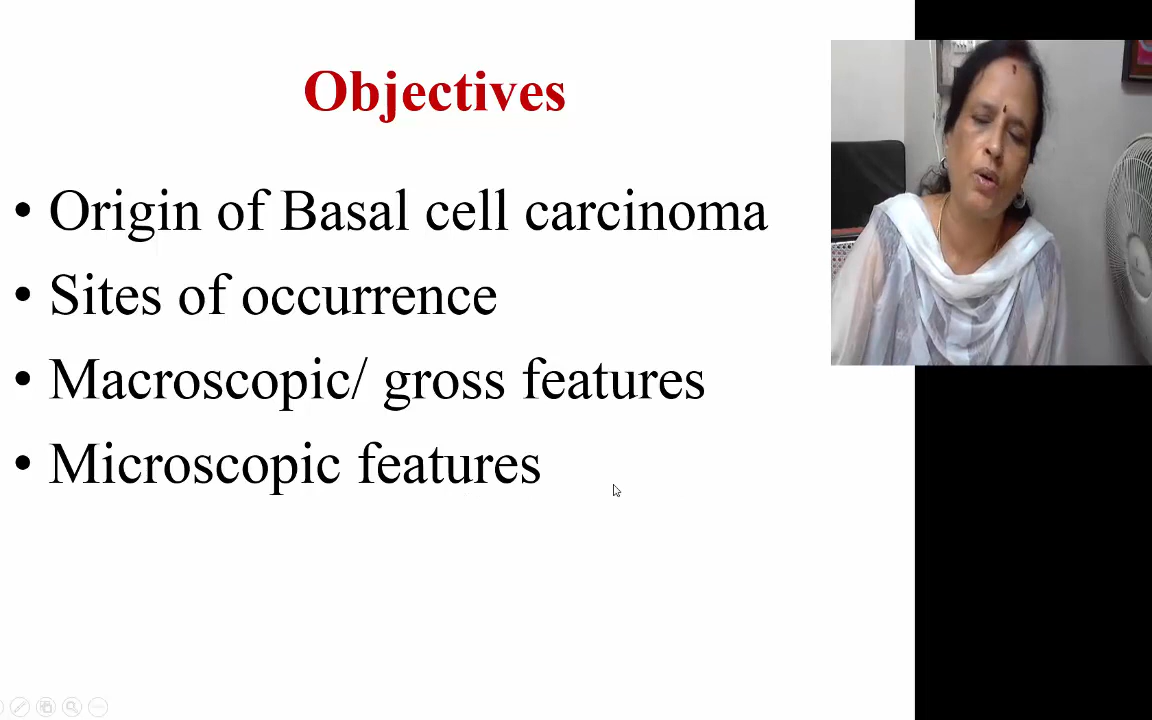 Objectives
• Origin of Basal cell carcinoma
• Sites of occurrence
• Macroscopic/ gross features
• Microscopic features